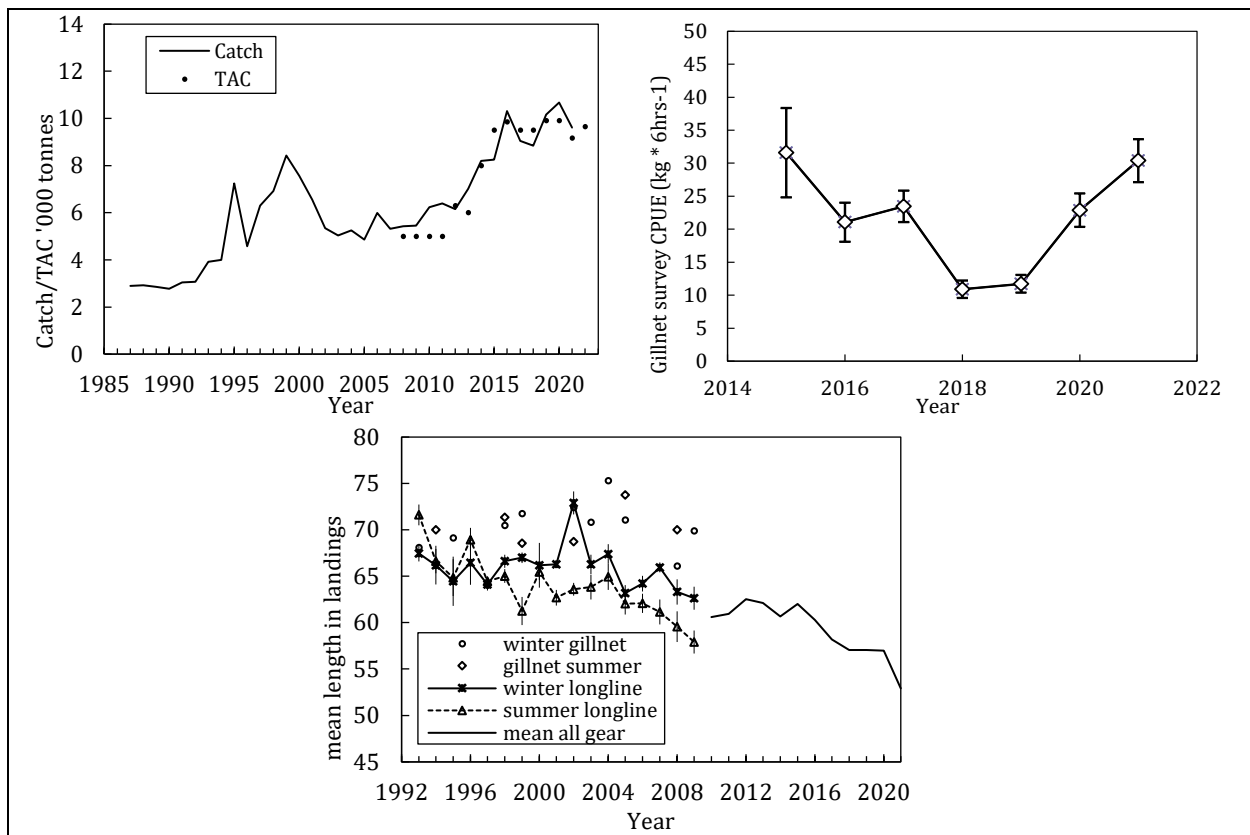 14
12
10
8
6
4
2
0
Catch/TAC '000 tonnes
Catch
TAC
1985 1990 1995 2000 2005 2010 2015 2020
Year
50
45
40
35
30
25
20
15
10
5
0
Gillnet survey CPUE (kg * 6hrs-1)
2014 2016 2018 2020 2022
Year
80
75
70
65
60
55
50
45
mean length in landings
winter gillnet
gillnet summer
winter longline
summer longline
mean all gear
1992 1996 2000 2004 2008 2012 2016 2020
Year